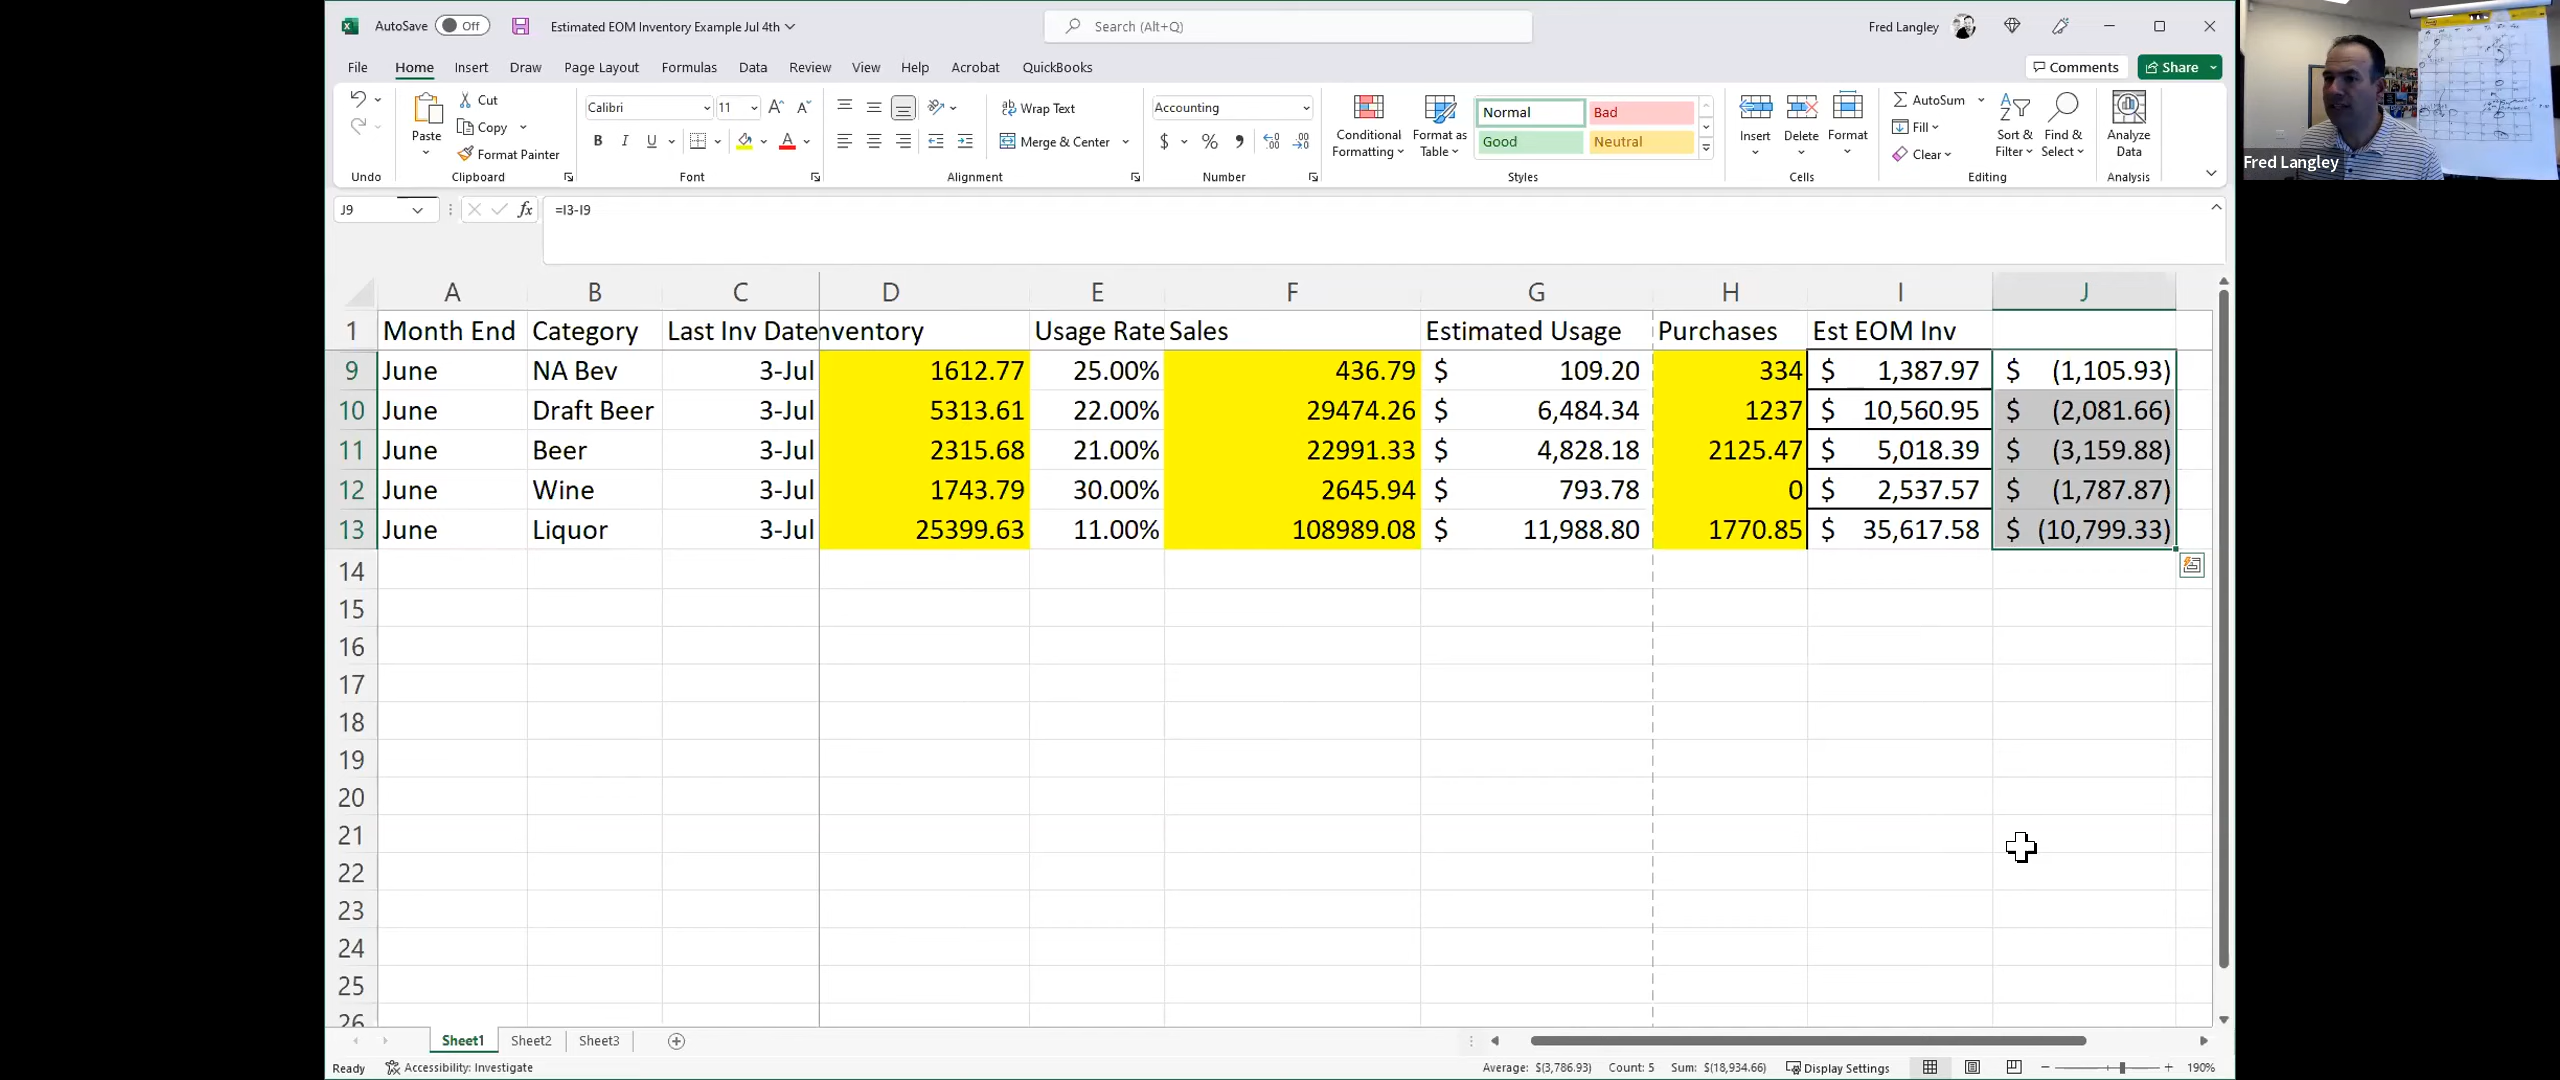 AutoSave Off Estimated EOM Inventory Example Jul 4th Search (Alt+Q) Fred Langley
File Home Insert Draw Page Layout Formulas Data Review View Help Acrobat QuickBooks Comments Share
Paste Cut Copy Format Painter
Calibri 11 B I U
Wrap Text Merge & Center
Accounting $ % ,
Conditional Formatting Format as Table Normal Bad Good Neutral
Insert Delete Format
AutoSum Fill Clear Sort & Filter Find & Select
Analyze Data
Undo Clipboard Font Alignment Number Styles Cells Editing Analysis
Fred Langley
J9 fx =I3-I9
A B C D E F G H I J
1 Month End Category Last Inv Date nventory Usage Rate Sales Estimated Usage Purchases Est EOM Inv
9 June NA Bev 3-Jul 1612.77 25.00% 436.79 $ 109.20 334 $ 1,387.97 $ (1,105.93)
10 June Draft Beer 3-Jul 5313.61 22.00% 29474.26 $ 6,484.34 1237 $ 10,560.95 $ (2,081.66)
11 June Beer 3-Jul 2315.68 21.00% 22991.33 $ 4,828.18 2125.47 $ 5,018.39 $ (3,159.88)
12 June Wine 3-Jul 1743.79 30.00% 2645.94 $ 793.78 0 $ 2,537.57 $ (1,787.87)
13 June Liquor 3-Jul 25399.63 11.00% 108989.08 $ 11,988.80 1770.85 $ 35,617.58 $ (10,799.33)
14
15
16
17
18
19
20
21
22
23
24
25
26
Sheet1 Sheet2 Sheet3
Ready Accessibility: Investigate Average: $(3,786.93) Count: 5 Sum: $(18,934.66) Display Settings 190%